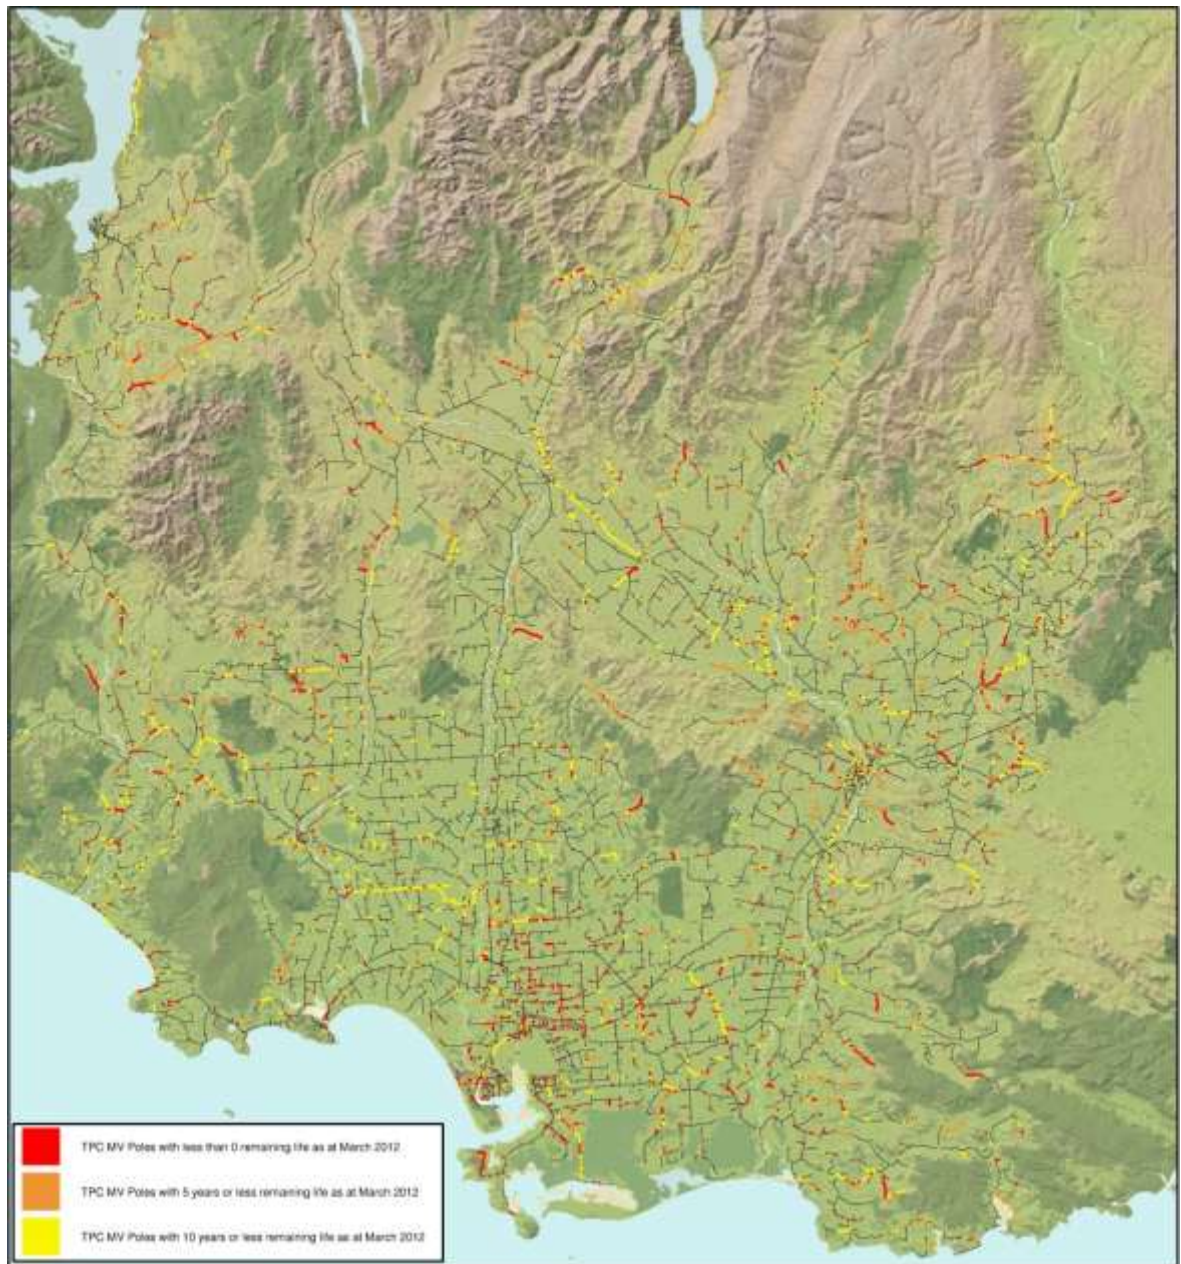 TPC MV Poles with less than 0 remaining life as at March 2012
TPC MV Poles with 5 years or less remaining life as at March 2012
TPC MV Poles with 10 years or less remaining life as at March 2012